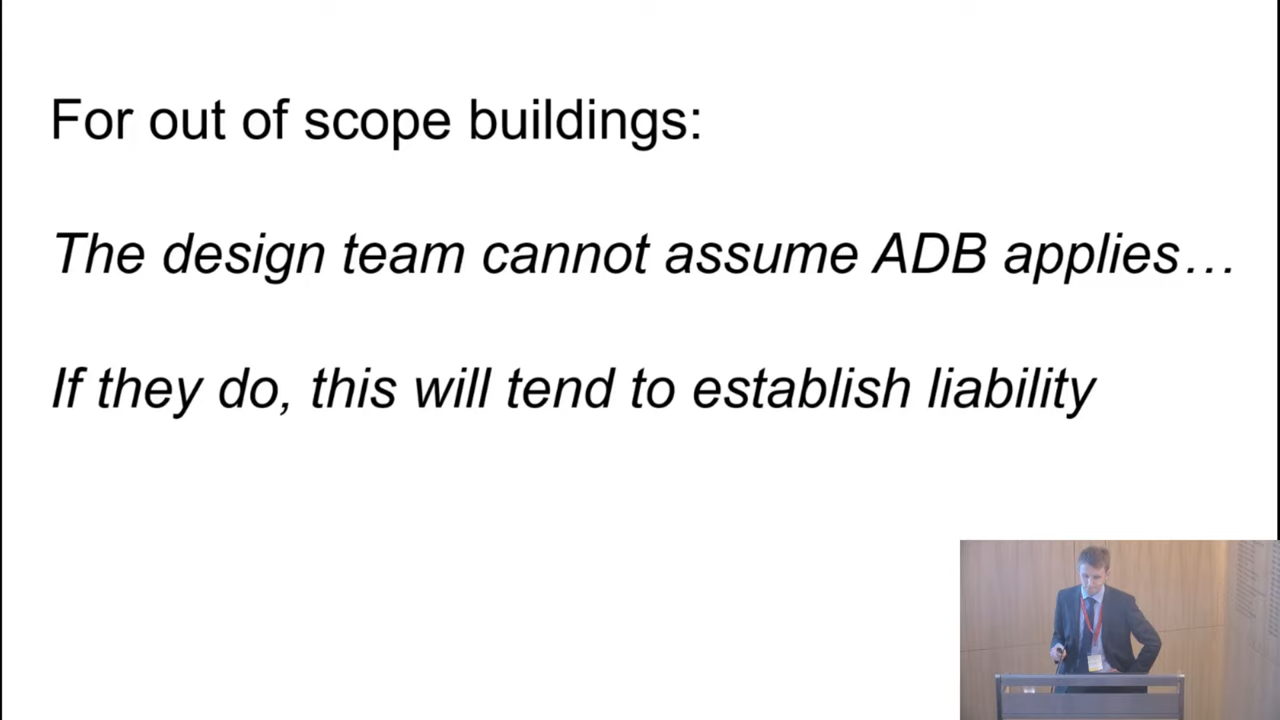 For out of scope buildings:
The design team cannot assume ADB applies…
If they do, this will tend to establish liability